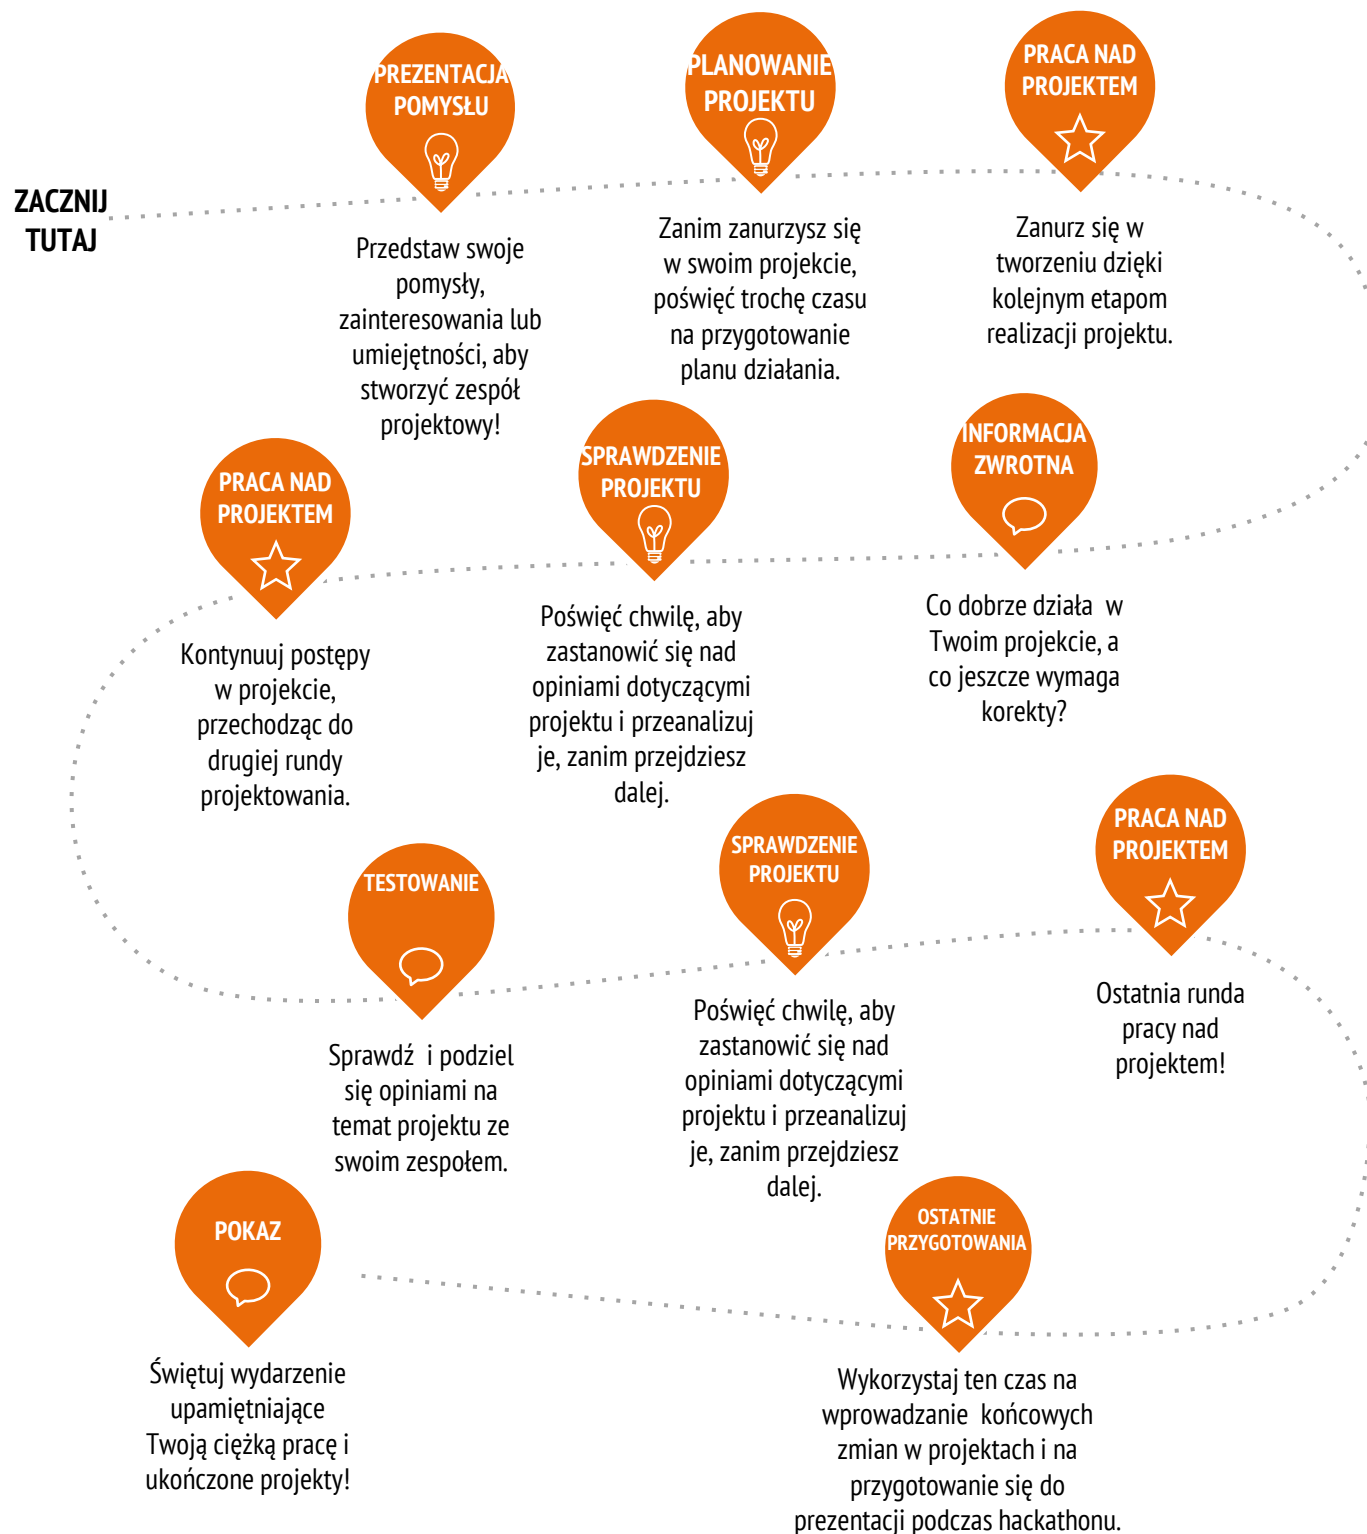 ZACZNIJ
TUTAJ
PREZENTACJA
POMYSŁU
Przedstaw swoje
pomysły,
zainteresowania lub
umiejętności, aby
stworzyć zespół
projektowy!
PLANOWANIE
PROJEKTU
Zanim zanurzysz się
w swoim projekcie,
poświęć trochę czasu
na przygotowanie
planu działania.
PRACA NAD
PROJEKTEM
Zanurz się w
tworzeniu dzięki
kolejnym etapom
realizacji projektu.
INFORMACJA
ZWROTNA
Co dobrze działa  w
Twoim projekcie, a
co jeszcze wymaga
korekty?
SPRAWDZENIE
PROJEKTU
Poświęć chwilę, aby
zastanowić się nad
opiniami dotyczącymi
projektu i przeanalizuj
je, zanim przejdziesz
dalej.
PRACA NAD
PROJEKTEM
Kontynuuj postępy
w projekcie,
przechodząc do
drugiej rundy
projektowania.
TESTOWANIE
Sprawdź  i podziel
się opiniami na
temat projektu ze
swoim zespołem.
SPRAWDZENIE
PROJEKTU
Poświęć chwilę, aby
zastanowić się nad
opiniami dotyczącymi
projektu i przeanalizuj
je, zanim przejdziesz
dalej.
PRACA NAD
PROJEKTEM
Ostatnia runda
pracy nad
projektem!
OSTATNIE
PRZYGOTOWANIA
Wykorzystaj ten czas na
wprowadzanie  końcowych
zmian w projektach i na
przygotowanie się do
prezentacji podczas hackathonu.
POKAZ
Świętuj wydarzenie
upamiętniające
Twoją ciężką pracę i
ukończone projekty!